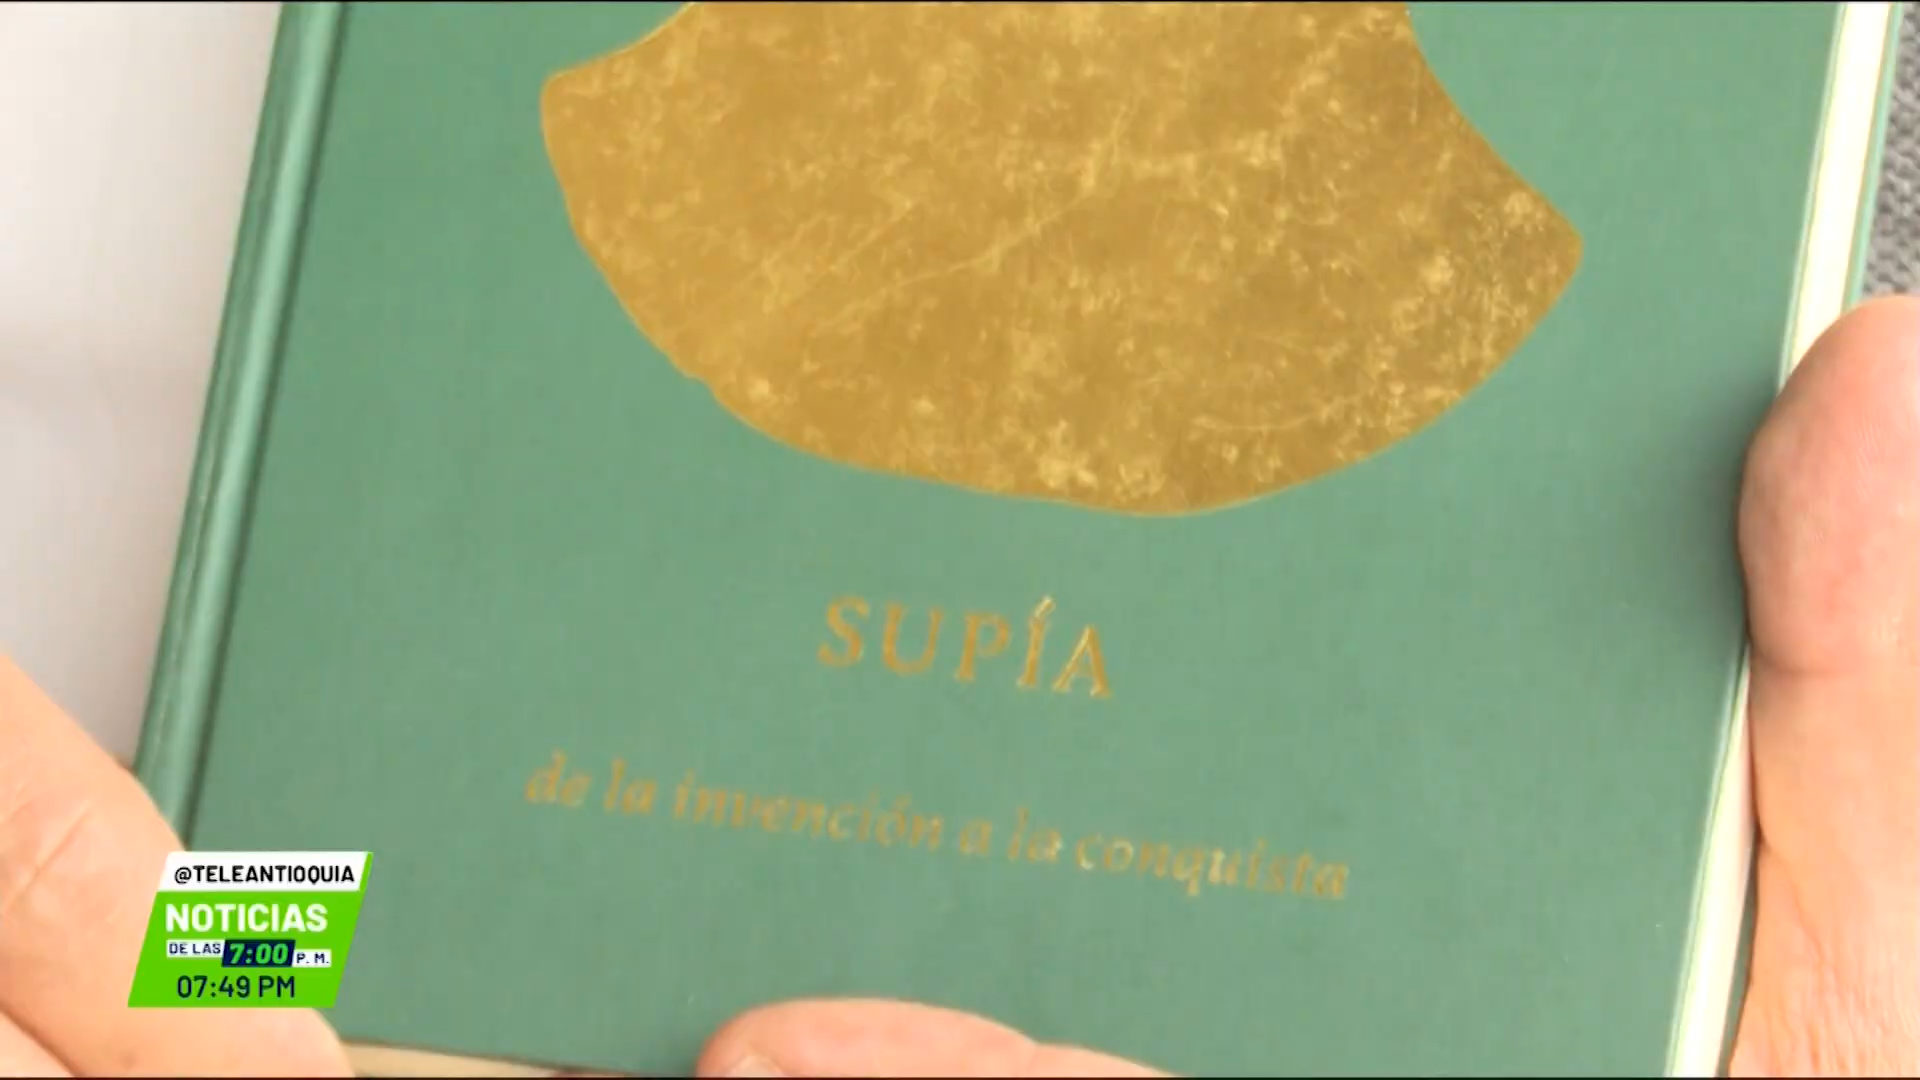 SUPÍA
de la invención a la conquista
@TELEANTIOQUIA
NOTICIAS
DE LAS 7:00 P. M.
07:49 PM